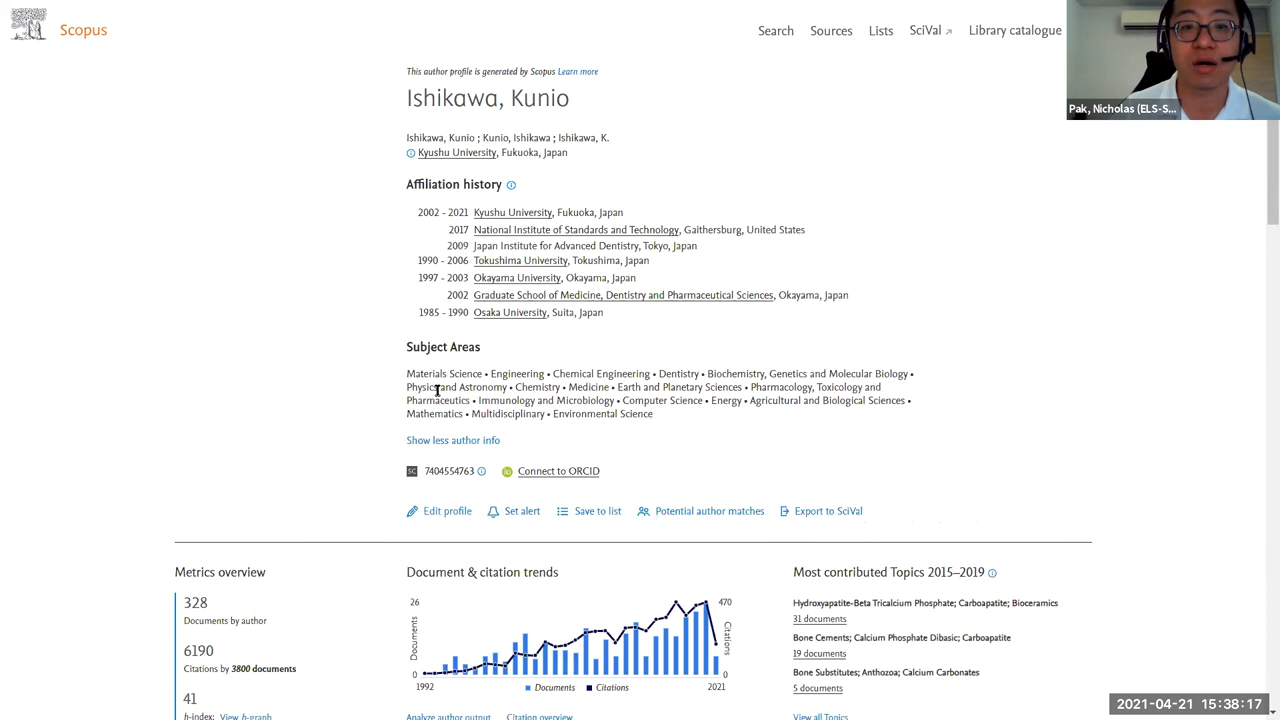 Scopus
Search
Sources
Lists
SciVal
Library catalogue
Pak, Nicholas (ELS-S...
This author profile is generated by Scopus Learn more
Ishikawa, Kunio
Ishikawa, Kunio ; Kunio, Ishikawa ; Ishikawa, K.
Kyushu University, Fukuoka, Japan
Affiliation history
2002 - 2021 Kyushu University, Fukuoka, Japan
2017 National Institute of Standards and Technology, Gaithersburg, United States
2009 Japan Institute for Advanced Dentistry, Tokyo, Japan
1990 - 2006 Tokushima University, Tokushima, Japan
1997 - 2003 Okayama University, Okayama, Japan
2002 Graduate School of Medicine, Dentistry and Pharmaceutical Sciences, Okayama, Japan
1985 - 1990 Osaka University, Suita, Japan
Subject Areas
Materials Science • Engineering • Chemical Engineering • Dentistry • Biochemistry, Genetics and Molecular Biology •
Physics and Astronomy • Chemistry • Medicine • Earth and Planetary Sciences • Pharmacology, Toxicology and
Pharmaceutics • Immunology and Microbiology • Computer Science • Energy • Agricultural and Biological Sciences •
Mathematics • Multidisciplinary • Environmental Science
Show less author info
SC 7404554763 iD Connect to ORCID
Edit profile Set alert Save to list Potential author matches Export to SciVal
Metrics overview
328
Documents by author
6190
Citations by 3800 documents
41
h-index: View h-graph
Document & citation trends
26
470
Documents
Citations
0
0
1992
2021
Documents Citations
Analyze author output Citation overview
Most contributed Topics 2015–2019
Hydroxyapatite-Beta Tricalcium Phosphate; Carboapatite; Bioceramics
31 documents
Bone Cements; Calcium Phosphate Dibasic; Carboapatite
19 documents
Bone Substitutes; Anthozoa; Calcium Carbonates
5 documents
View all Topics
2021-04-21 15:38:17